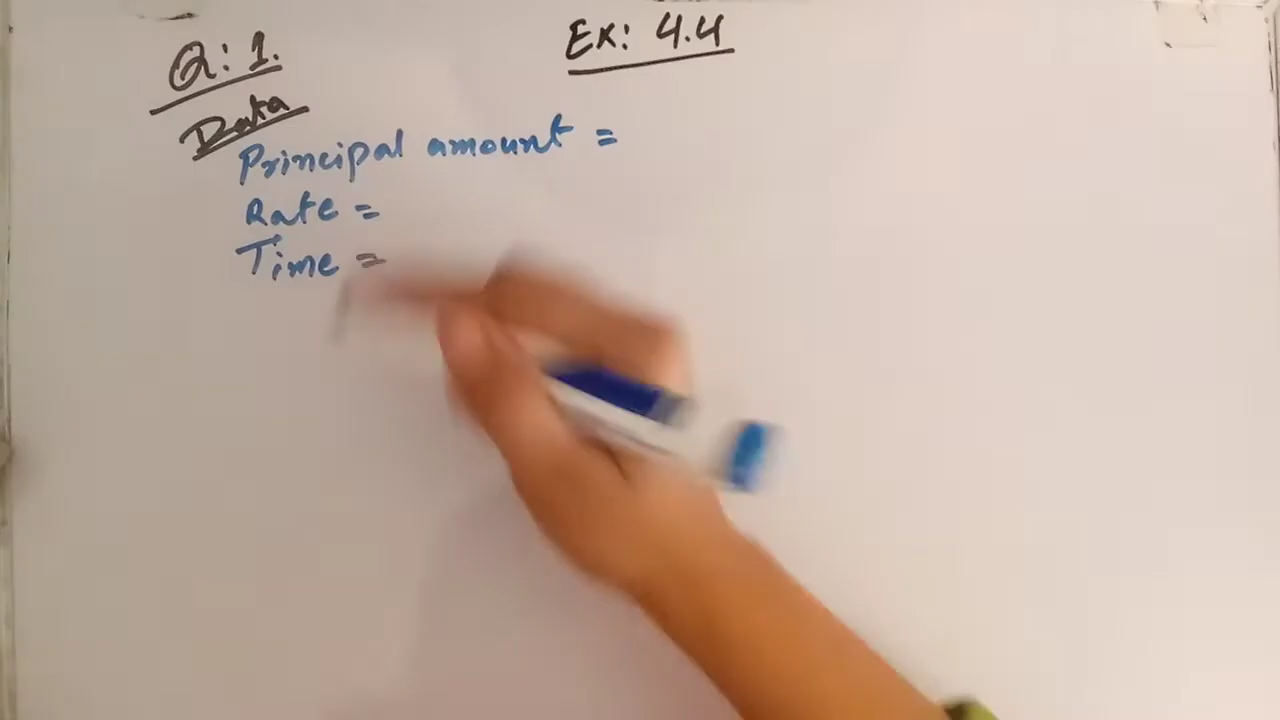 Q: 1.
Ex: 4.4
Data
Principal amount =
Rate =
Time =